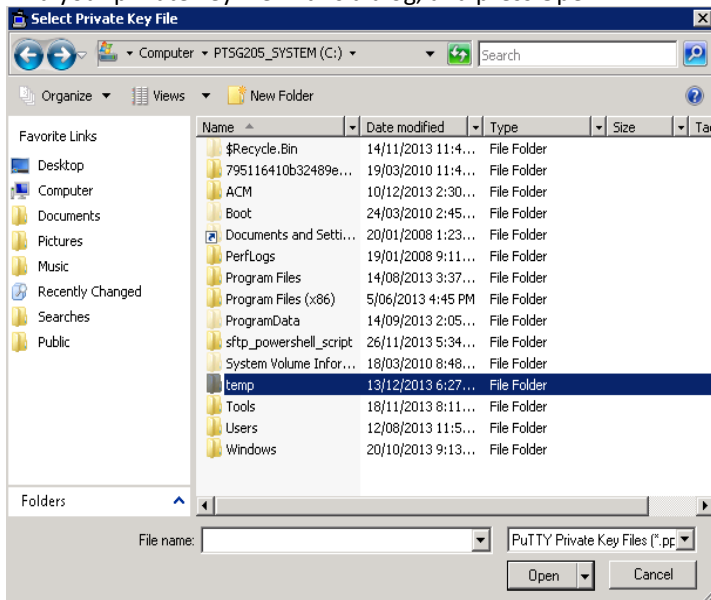 Select Private Key File
Computer PTSG205_SYSTEM (C:) Search
Organize Views New Folder
Favorite Links
Desktop
Computer
Documents
Pictures
Music
Recently Changed
Searches
Public
Folders
Name Date modified Type Size Ta
$Recycle.Bin 14/11/2013 11:4... File Folder
795116410b32489e... 19/03/2010 11:4... File Folder
ACM 10/12/2013 2:30... File Folder
Boot 24/03/2010 2:45... File Folder
Documents and Setti... 20/01/2008 1:23... File Folder
PerfLogs 19/01/2008 9:11... File Folder
Program Files 14/08/2013 3:37... File Folder
Program Files (x86) 5/06/2013 4:45 PM File Folder
ProgramData 14/09/2013 2:05... File Folder
sftp_powershell_script 26/11/2013 5:34... File Folder
System Volume Infor... 18/03/2010 8:48... File Folder
temp 13/12/2013 6:27... File Folder
Tools 18/11/2013 8:11... File Folder
Users 12/08/2013 11:5... File Folder
Windows 20/10/2013 9:13... File Folder
File name: PuTTY Private Key Files (*.pp
Open Cancel